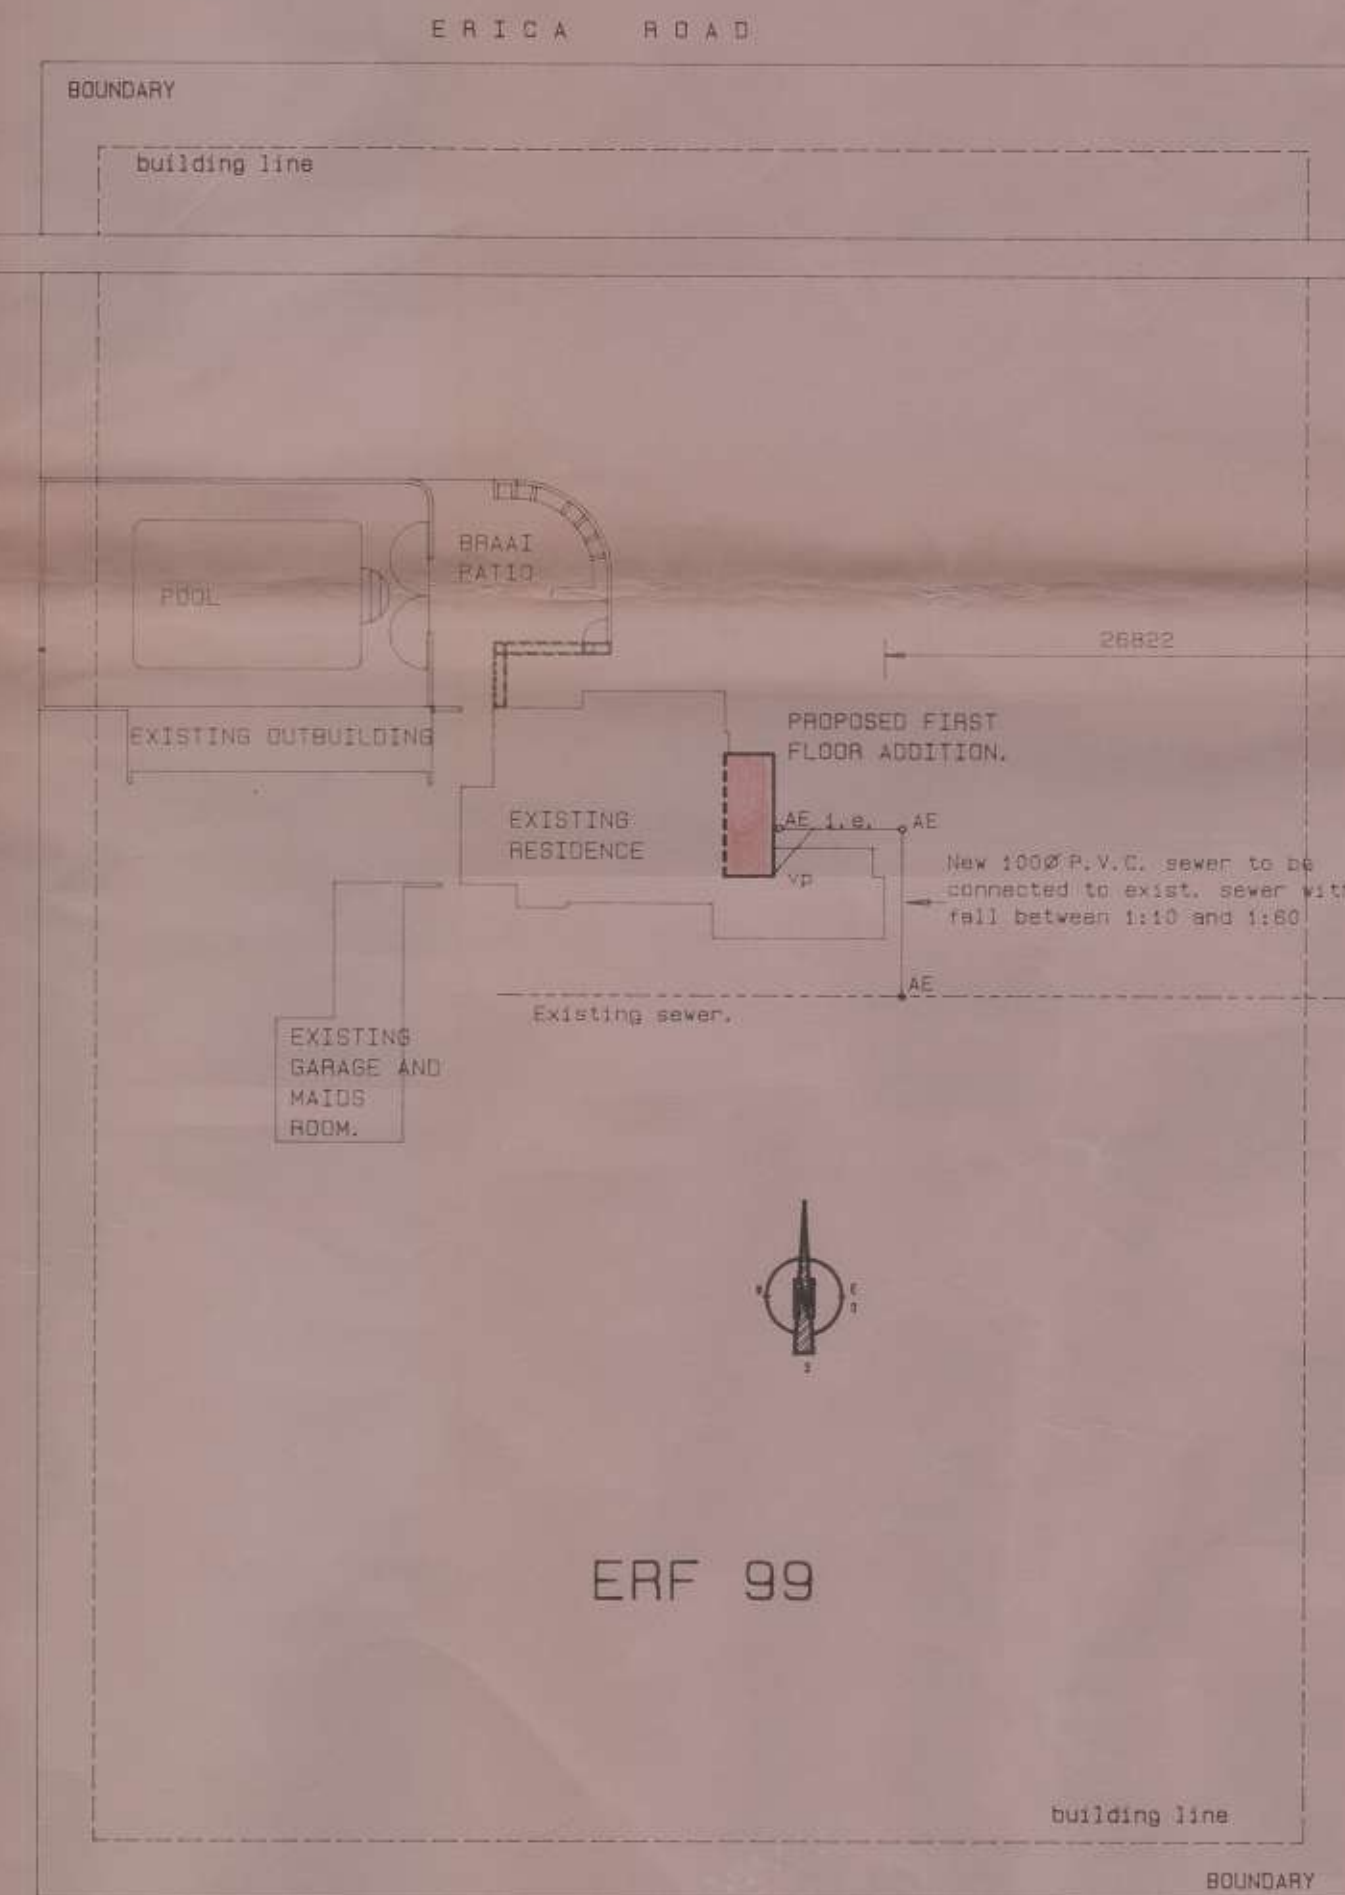 ERICA ROAD
BOUNDARY
building line
BRAAI
PATIO
POOL
26822
EXISTING OUTBUILDING
PROPOSED FIRST
FLOOR ADDITION.
EXISTING
RESIDENCE
AE i.e. AE
vp
New 100Ø P.V.C. sewer to be
connected to exist. sewer with
fall between 1:10 and 1:60
AE
Existing sewer.
EXISTING
GARAGE AND
MAIDS
ROOM.
N
S
ERF 99
building line
BOUNDARY